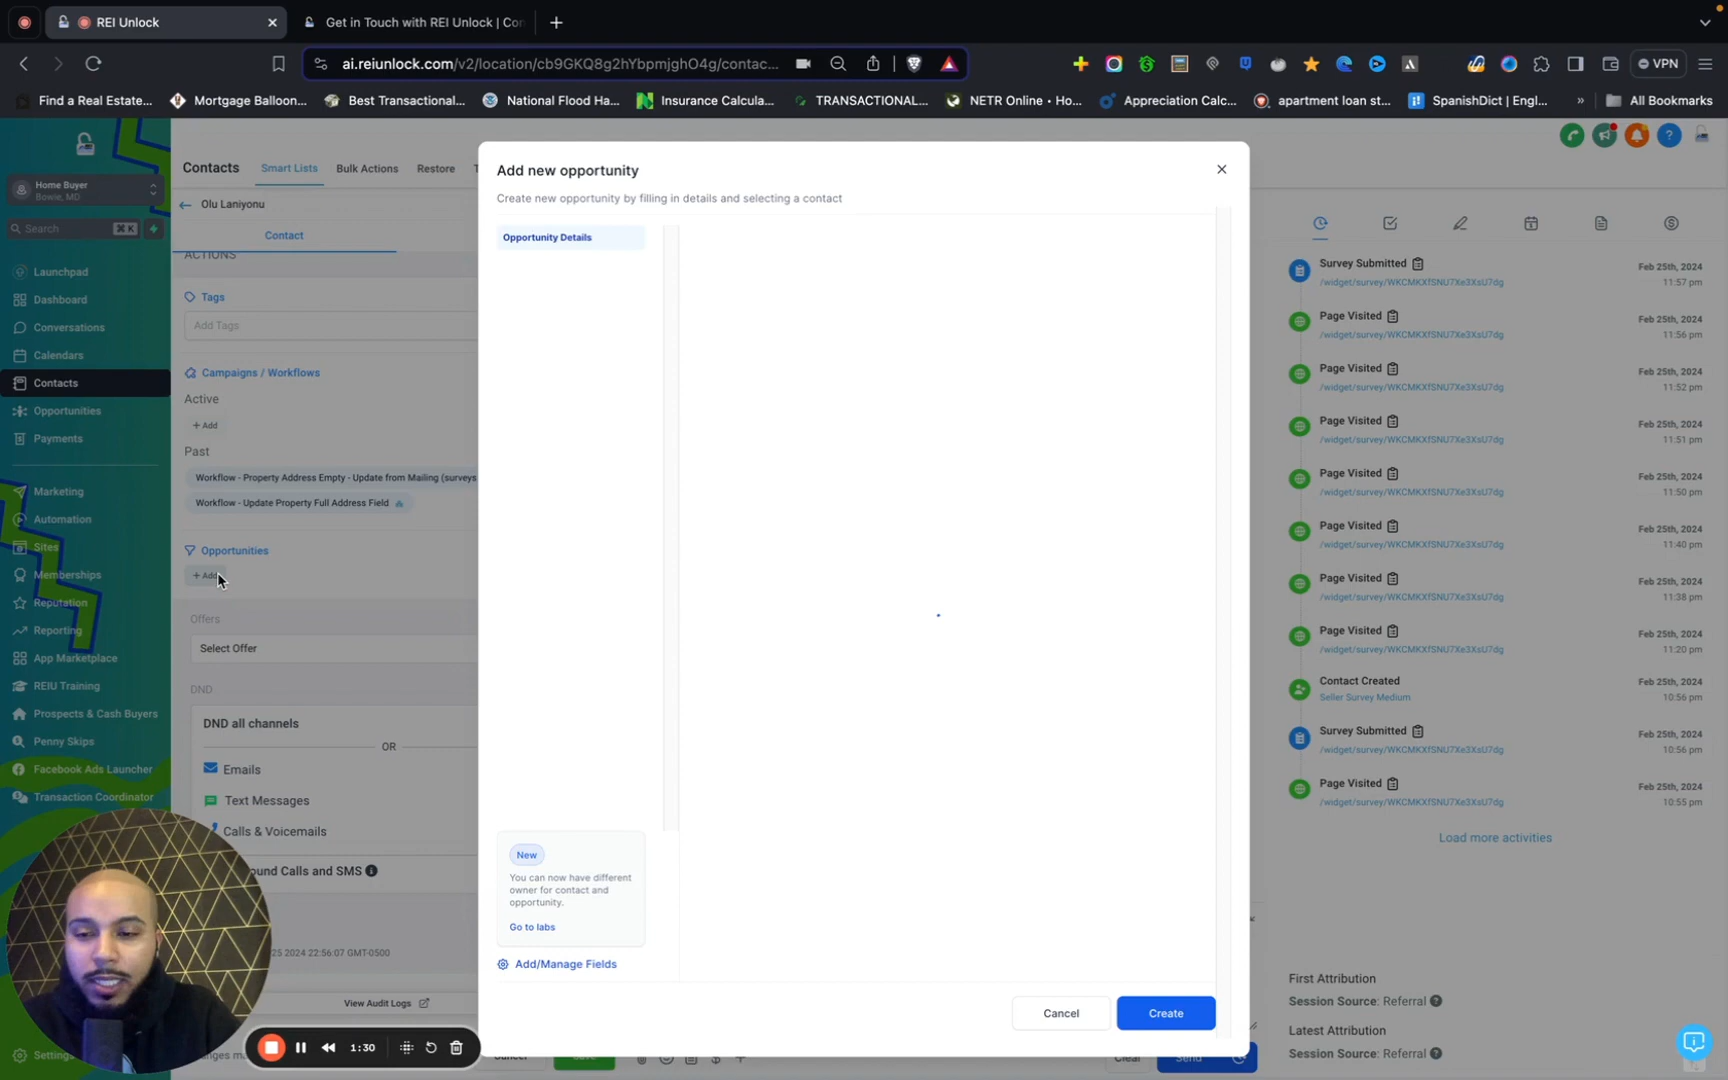 REI Unlock
Get in Touch with REI Unlock | Con
ai.reiunlock.com/v2/location/cb9GKQ8g2hYbpmjghO4g/contac...
VPN
Find a Real Estate...
Mortgage Balloon...
Best Transactional...
National Flood Ha...
Insurance Calcula...
TRANSACTIONAL...
NETR Online • Ho...
Appreciation Calc...
apartment loan st...
SpanishDict | Engl...
»
All Bookmarks
Home Buyer
Bowie, MD
Search
⌘ K
Launchpad
Dashboard
Conversations
Calendars
Contacts
Opportunities
Payments
Marketing
Automation
Sites
Memberships
Reputation
Reporting
App Marketplace
REIU Training
Prospects & Cash Buyers
Penny Skips
Facebook Ads Launcher
Transaction Coordinator
Contacts
Smart Lists
Bulk Actions
Restore
Olu Laniyonu
Contact
ACTIONS
Tags
Add Tags
Campaigns / Workflows
Active
+ Add
Past
Workflow - Property Address Empty - Update from Mailing (surveys
Workflow - Update Property Full Address Field
Opportunities
+ Add
Offers
Select Offer
DND
DND all channels
OR
Emails
Text Messages
Calls & Voicemails
ound Calls and SMS
25 2024 22:56:07 GMT-0500
View Audit Logs
1:30
Add new opportunity
Create new opportunity by filling in details and selecting a contact
Opportunity Details
New
You can now have different
owner for contact and
opportunity.
Go to labs
Add/Manage Fields
Cancel
Create
Survey Submitted
/widget/survey/WKCMKXfSNU7Xe3XsU7dg
Feb 25th, 2024
11:57 pm
Page Visited
/widget/survey/WKCMKXfSNU7Xe3XsU7dg
Feb 25th, 2024
11:56 pm
Page Visited
/widget/survey/WKCMKXfSNU7Xe3XsU7dg
Feb 25th, 2024
11:52 pm
Page Visited
/widget/survey/WKCMKXfSNU7Xe3XsU7dg
Feb 25th, 2024
11:51 pm
Page Visited
/widget/survey/WKCMKXfSNU7Xe3XsU7dg
Feb 25th, 2024
11:50 pm
Page Visited
/widget/survey/WKCMKXfSNU7Xe3XsU7dg
Feb 25th, 2024
11:40 pm
Page Visited
/widget/survey/WKCMKXfSNU7Xe3XsU7dg
Feb 25th, 2024
11:38 pm
Page Visited
/widget/survey/WKCMKXfSNU7Xe3XsU7dg
Feb 25th, 2024
11:20 pm
Contact Created
Seller Survey Medium
Feb 25th, 2024
10:56 pm
Survey Submitted
/widget/survey/WKCMKXfSNU7Xe3XsU7dg
Feb 25th, 2024
10:56 pm
Page Visited
/widget/survey/WKCMKXfSNU7Xe3XsU7dg
Feb 25th, 2024
10:55 pm
Load more activities
First Attribution
Session Source: Referral
Latest Attribution
Session Source: Referral
Clear
Send